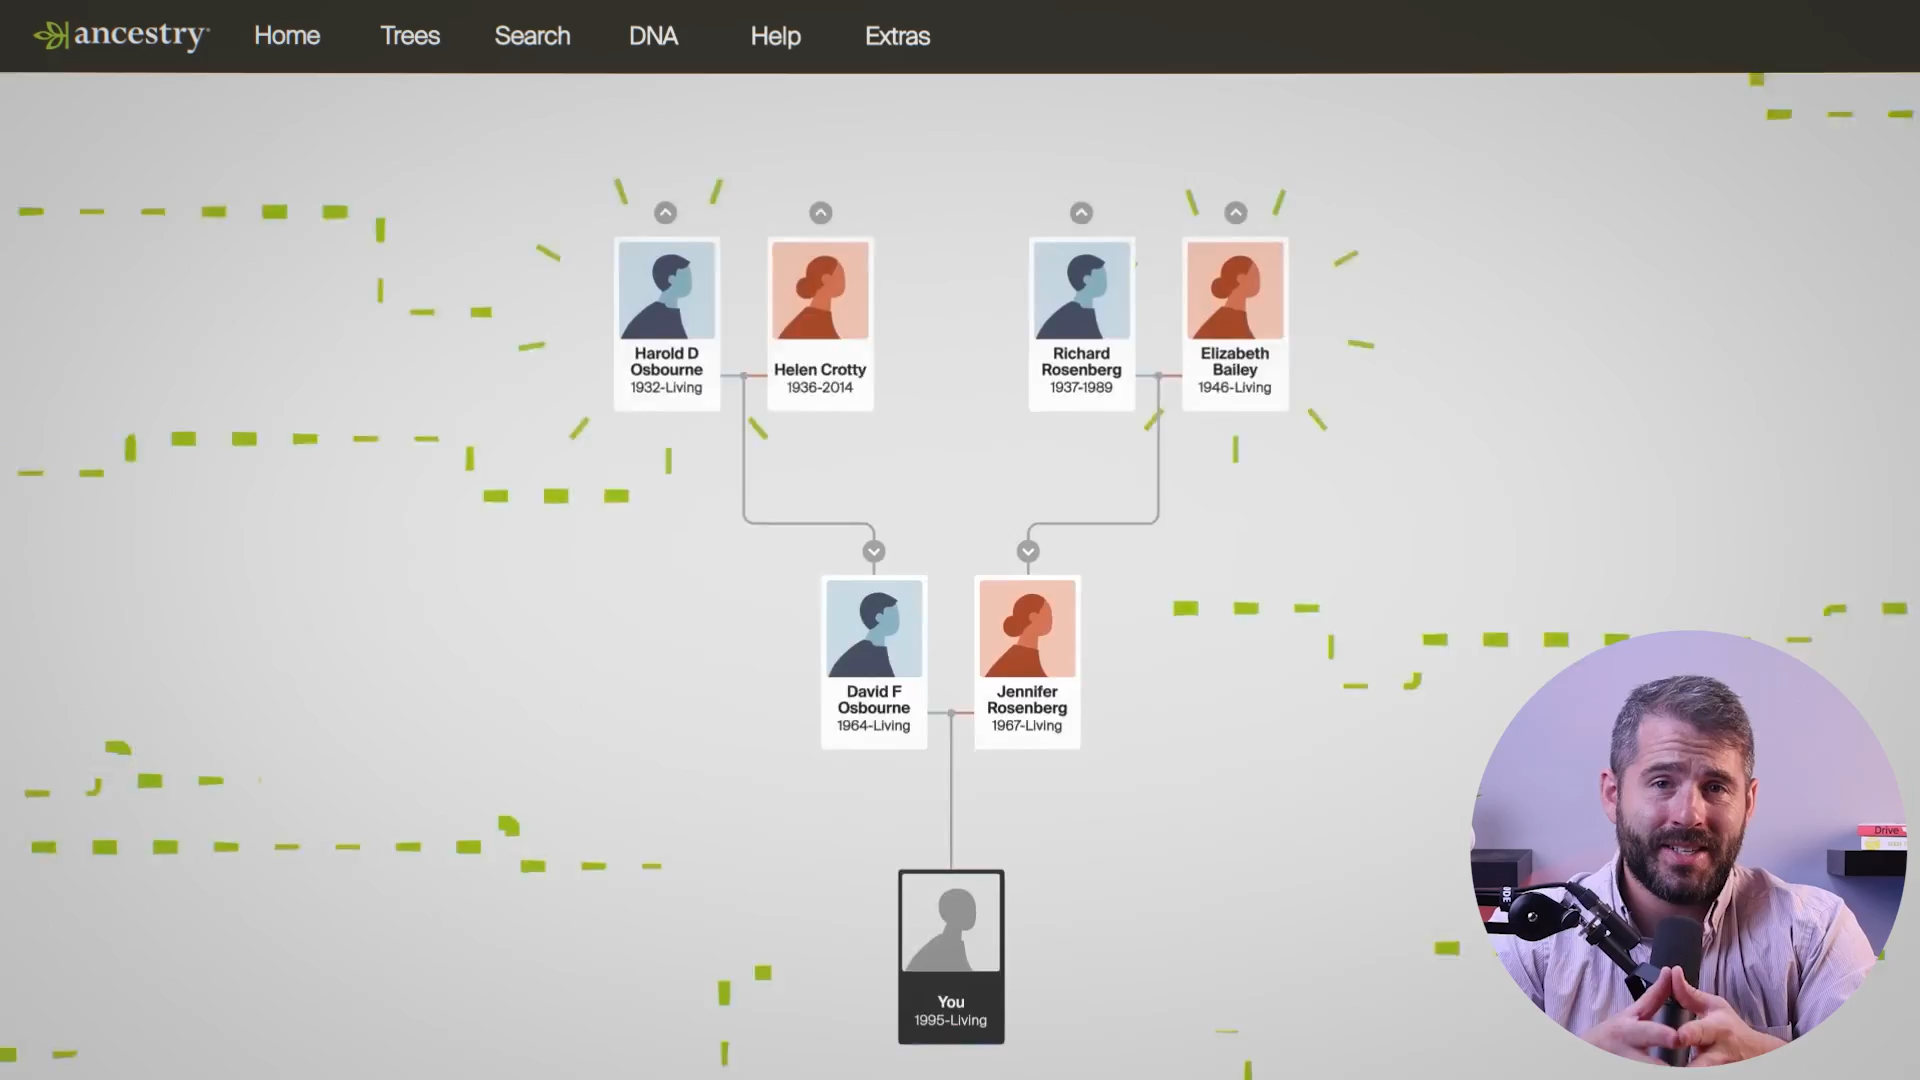 ancestry
Home
Trees
Search
DNA
Help
Extras
Harold D
Osbourne
1932-Living
Helen Crotty
1936-2014
Richard
Rosenberg
1937-1989
Elizabeth
Bailey
1946-Living
David F
Osbourne
1964-Living
Jennifer
Rosenberg
1967-Living
You
1995-Living
Drive